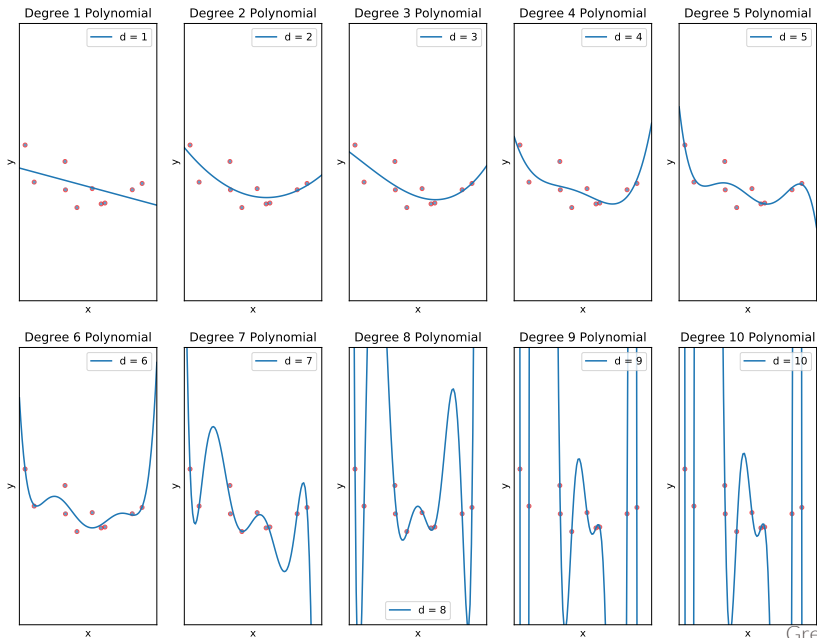 Degree 1 Polynomial
d = 1
y
x
Degree 2 Polynomial
d = 2
y
x
Degree 3 Polynomial
d = 3
y
x
Degree 4 Polynomial
d = 4
y
x
Degree 5 Polynomial
d = 5
y
x
Degree 6 Polynomial
d = 6
y
x
Degree 7 Polynomial
d = 7
y
x
Degree 8 Polynomial
d = 8
y
x
Degree 9 Polynomial
d = 9
y
x
Degree 10 Polynomial
d = 10
y
x